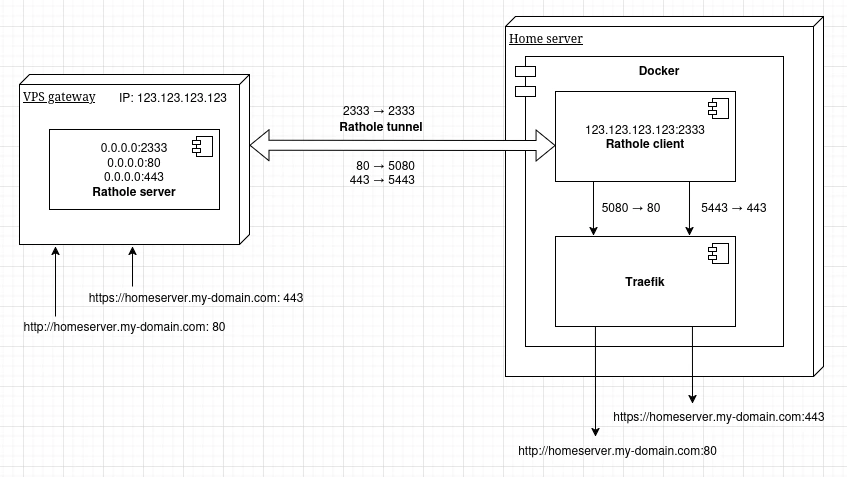 VPS gateway
IP: 123.123.123.123
0.0.0.0:2333
0.0.0.0:80
0.0.0.0:443
Rathole server
https://homeserver.my-domain.com: 443
http://homeserver.my-domain.com: 80
2333 → 2333
Rathole tunnel
80 → 5080
443 → 5443
Home server
Docker
123.123.123.123:2333
Rathole client
5080 → 80
5443 → 443
Traefik
https://homeserver.my-domain.com:443
http://homeserver.my-domain.com:80